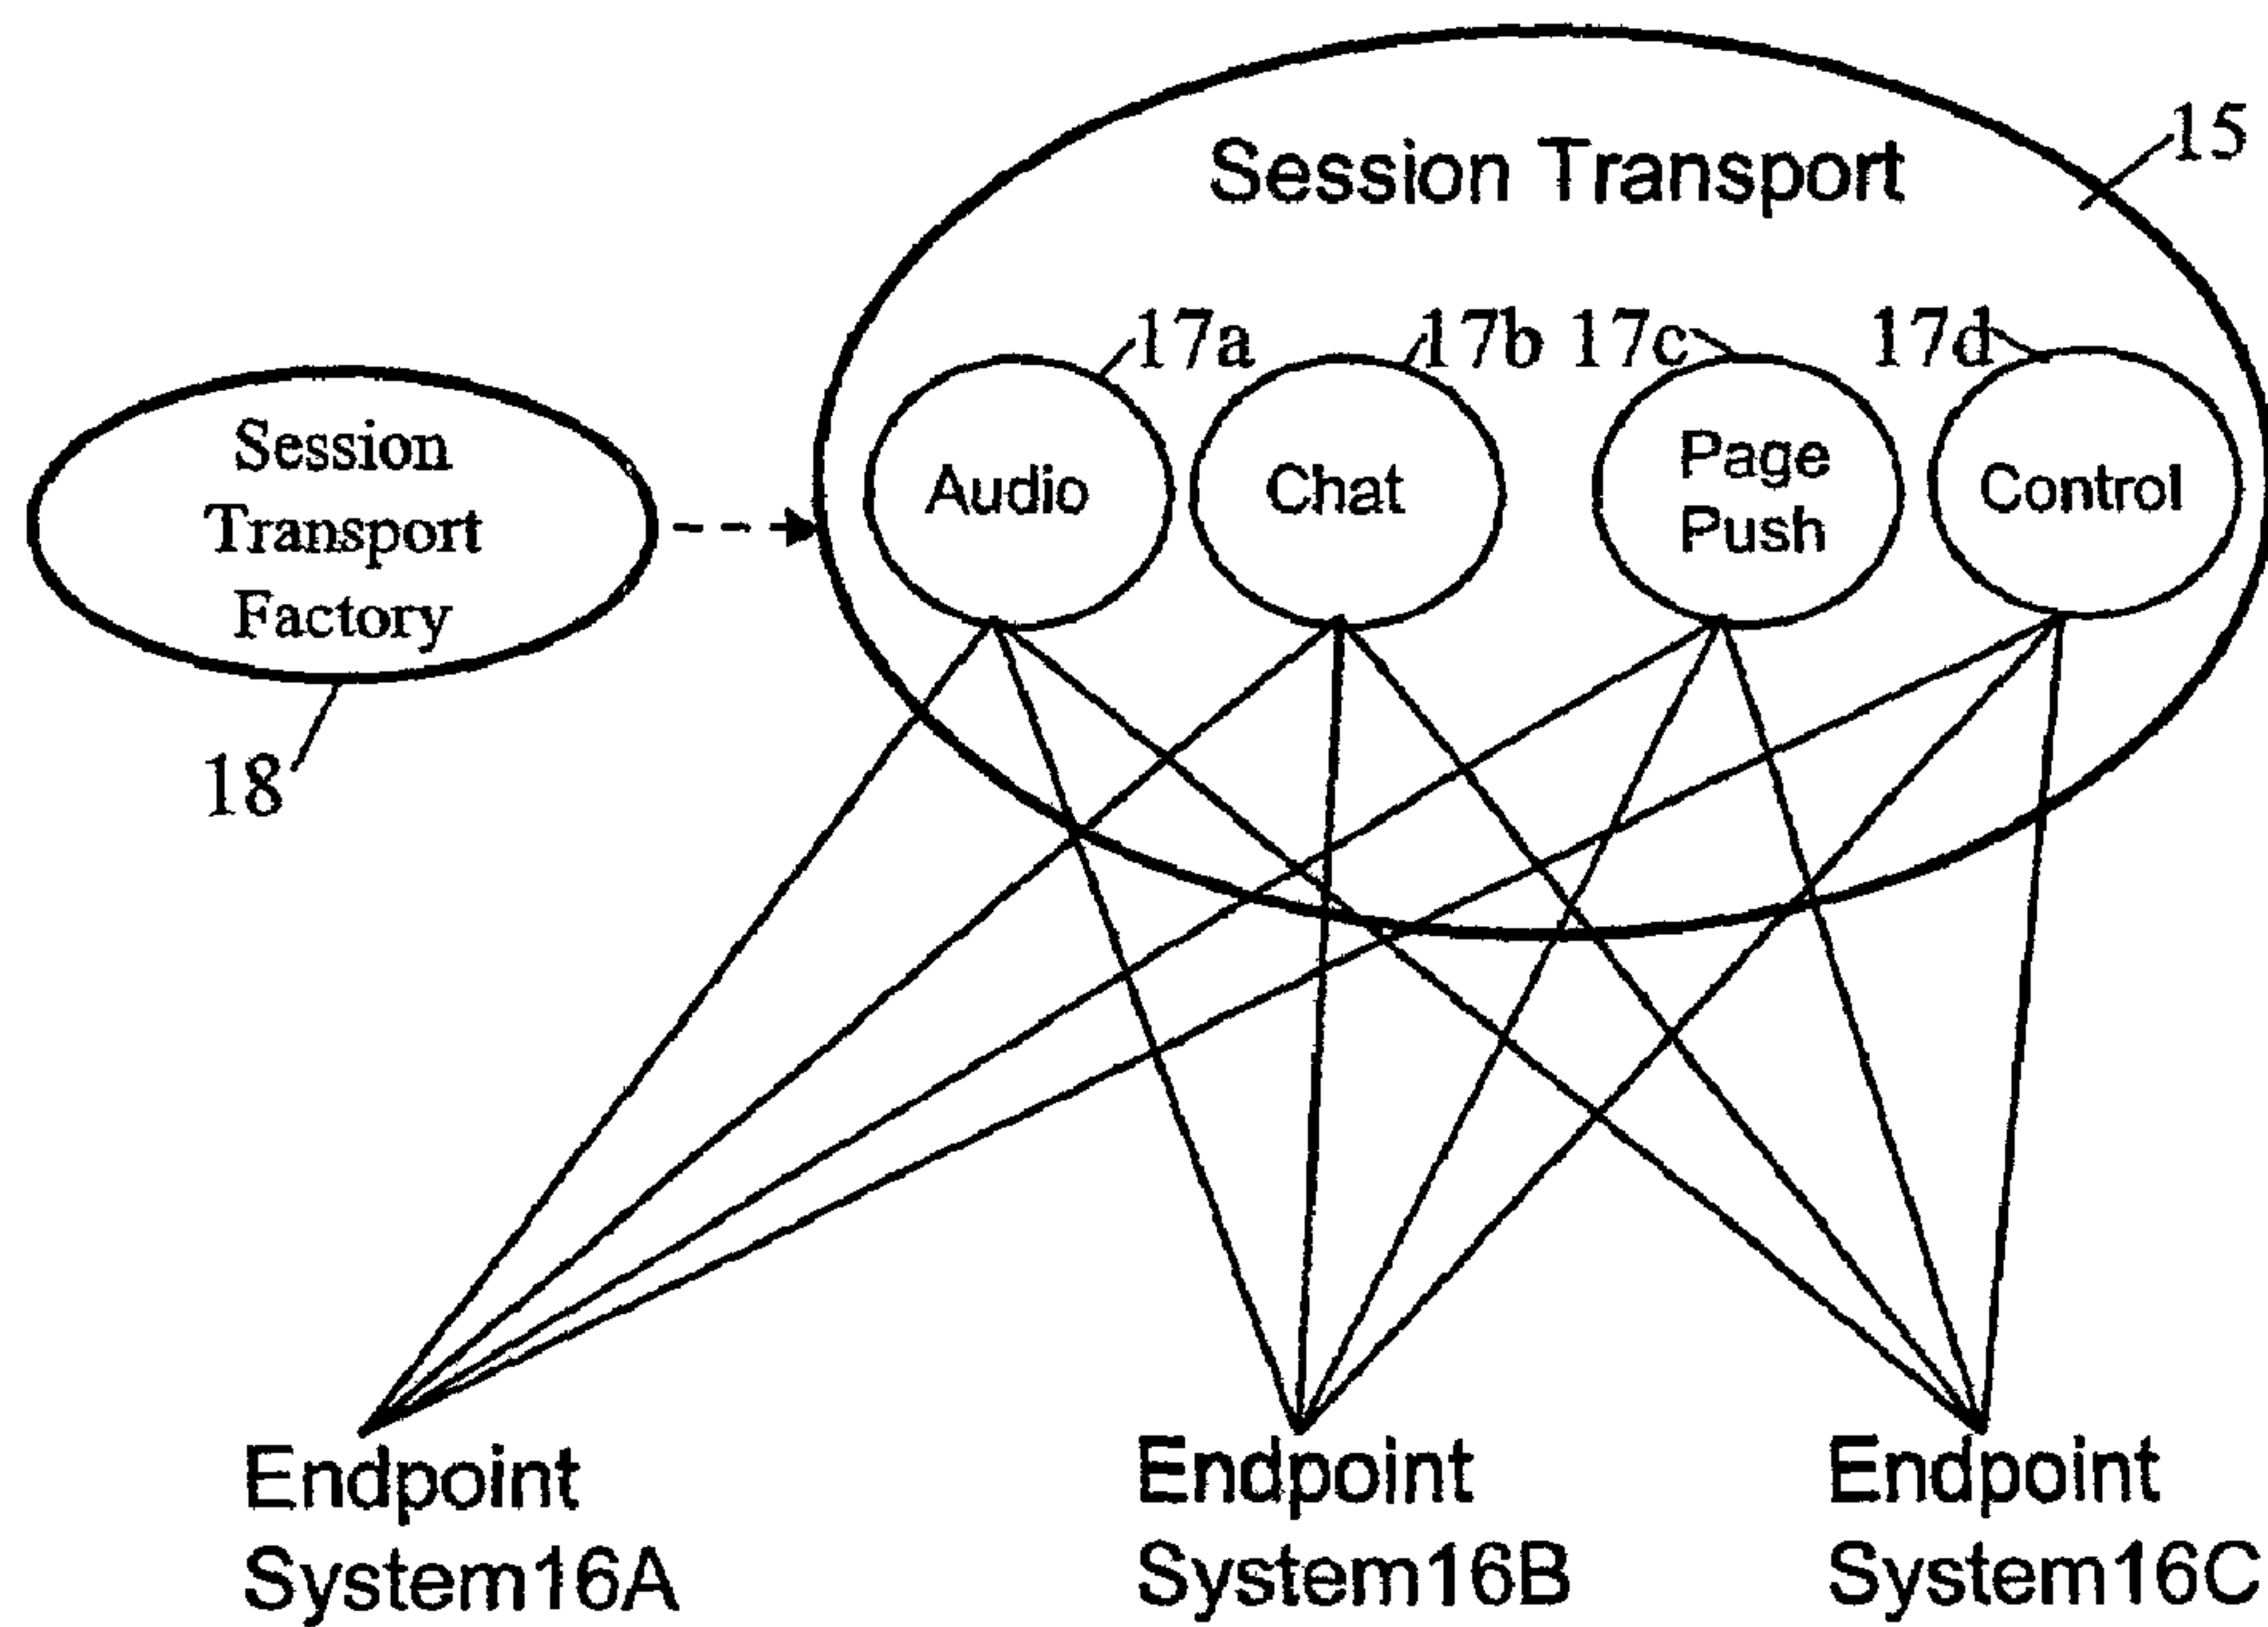 15
Session Transport
17a
17b
17c
17d
Audio
Chat
Page
Push
Control
Session
Transport
Factory
18
Endpoint
System16A
Endpoint
System16B
Endpoint
System16C